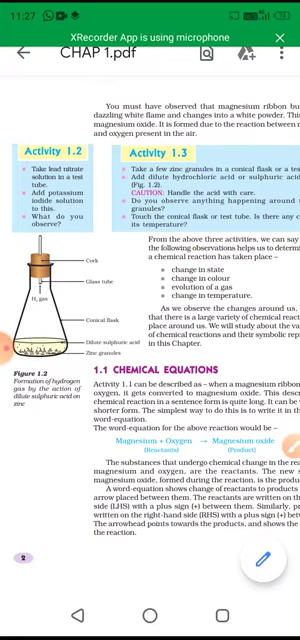 11:27
XRecorder App is using microphone
CHAP 1.pdf
You must have observed that magnesium ribbon bu
dazzling white flame and changes into a white powder. This
magnesium oxide. It is formed due to the reaction between m
and oxygen present in the air.
Activity 1.2
Take lead nitrate
solution in a test
tube.
Add potassium
iodide solution
to this.
What do you
observe?
Activity 1.3
Take a few zinc granules in a conical flask or a tes
Add dilute hydrochloric acid or sulphuric acid
(Fig. 1.2).
CAUTION: Handle the acid with care.
Do you observe anything happening around t
granules?
Touch the conical flask or test tube. Is there any c
its temperature?
Cork
Glass tube
H₂ gas
Conical flask
Dilute sulphuric acid
Zinc granules
Figure 1.2
Formation of hydrogen
gas by the action of
dilute sulphuric acid on
zinc
From the above three activities, we can say
the following observations helps us to determi
a chemical reaction has taken place –
change in state
change in colour
evolution of a gas
change in temperature.
As we observe the changes around us,
that there is a large variety of chemical react
place around us. We will study about the va
of chemical reactions and their symbolic repr
in this Chapter.
1.1 CHEMICAL EQUATIONS
Activity 1.1 can be described as – when a magnesium ribbon
oxygen, it gets converted to magnesium oxide. This desc
chemical reaction in a sentence form is quite long. It can be
shorter form. The simplest way to do this is to write it in th
word-equation.
The word-equation for the above reaction would be –
Magnesium + Oxygen → Magnesium oxide
(Reactants) (Product)
The substances that undergo chemical change in the rea
magnesium and oxygen, are the reactants. The new s
magnesium oxide, formed during the reaction, is the produc
A word-equation shows change of reactants to products
arrow placed between them. The reactants are written on th
side (LHS) with a plus sign (+) between them. Similarly, pr
written on the right-hand side (RHS) with a plus sign (+) betw
The arrowhead points towards the products, and shows the
the reaction.
2